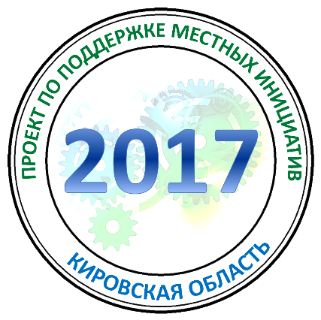 ПРОЕКТ ПО ПОДДЕРЖКЕ МЕСТНЫХ ИНИЦИАТИВ
2017
КИРОВСКАЯ ОБЛАСТЬ